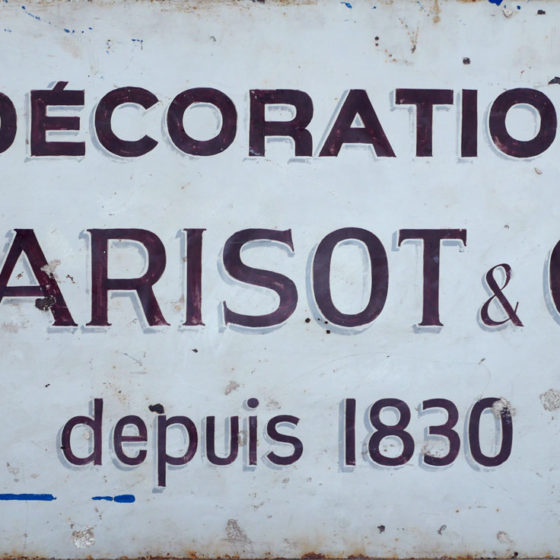 DÉCORATIO
ARISOT & C
depuis 1830